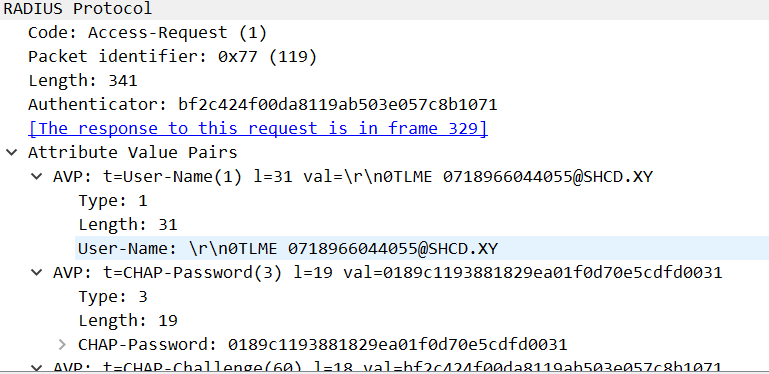 RADIUS Protocol
Code: Access-Request (1)
Packet identifier: 0x77 (119)
Length: 341
Authenticator: bf2c424f00da8119ab503e057c8b1071
[The response to this request is in frame 329]
Attribute Value Pairs
AVP: t=User-Name(1) l=31 val=\r\n0TLME 0718966044055@SHCD.XY
Type: 1
Length: 31
User-Name: \r\n0TLME 0718966044055@SHCD.XY
AVP: t=CHAP-Password(3) l=19 val=0189c1193881829ea01f0d70e5cdfd0031
Type: 3
Length: 19
CHAP-Password: 0189c1193881829ea01f0d70e5cdfd0031
AVP: t=CHAP-Challenge(60) l=18 val=bf2c424f00da8119ab503e057c8b1071